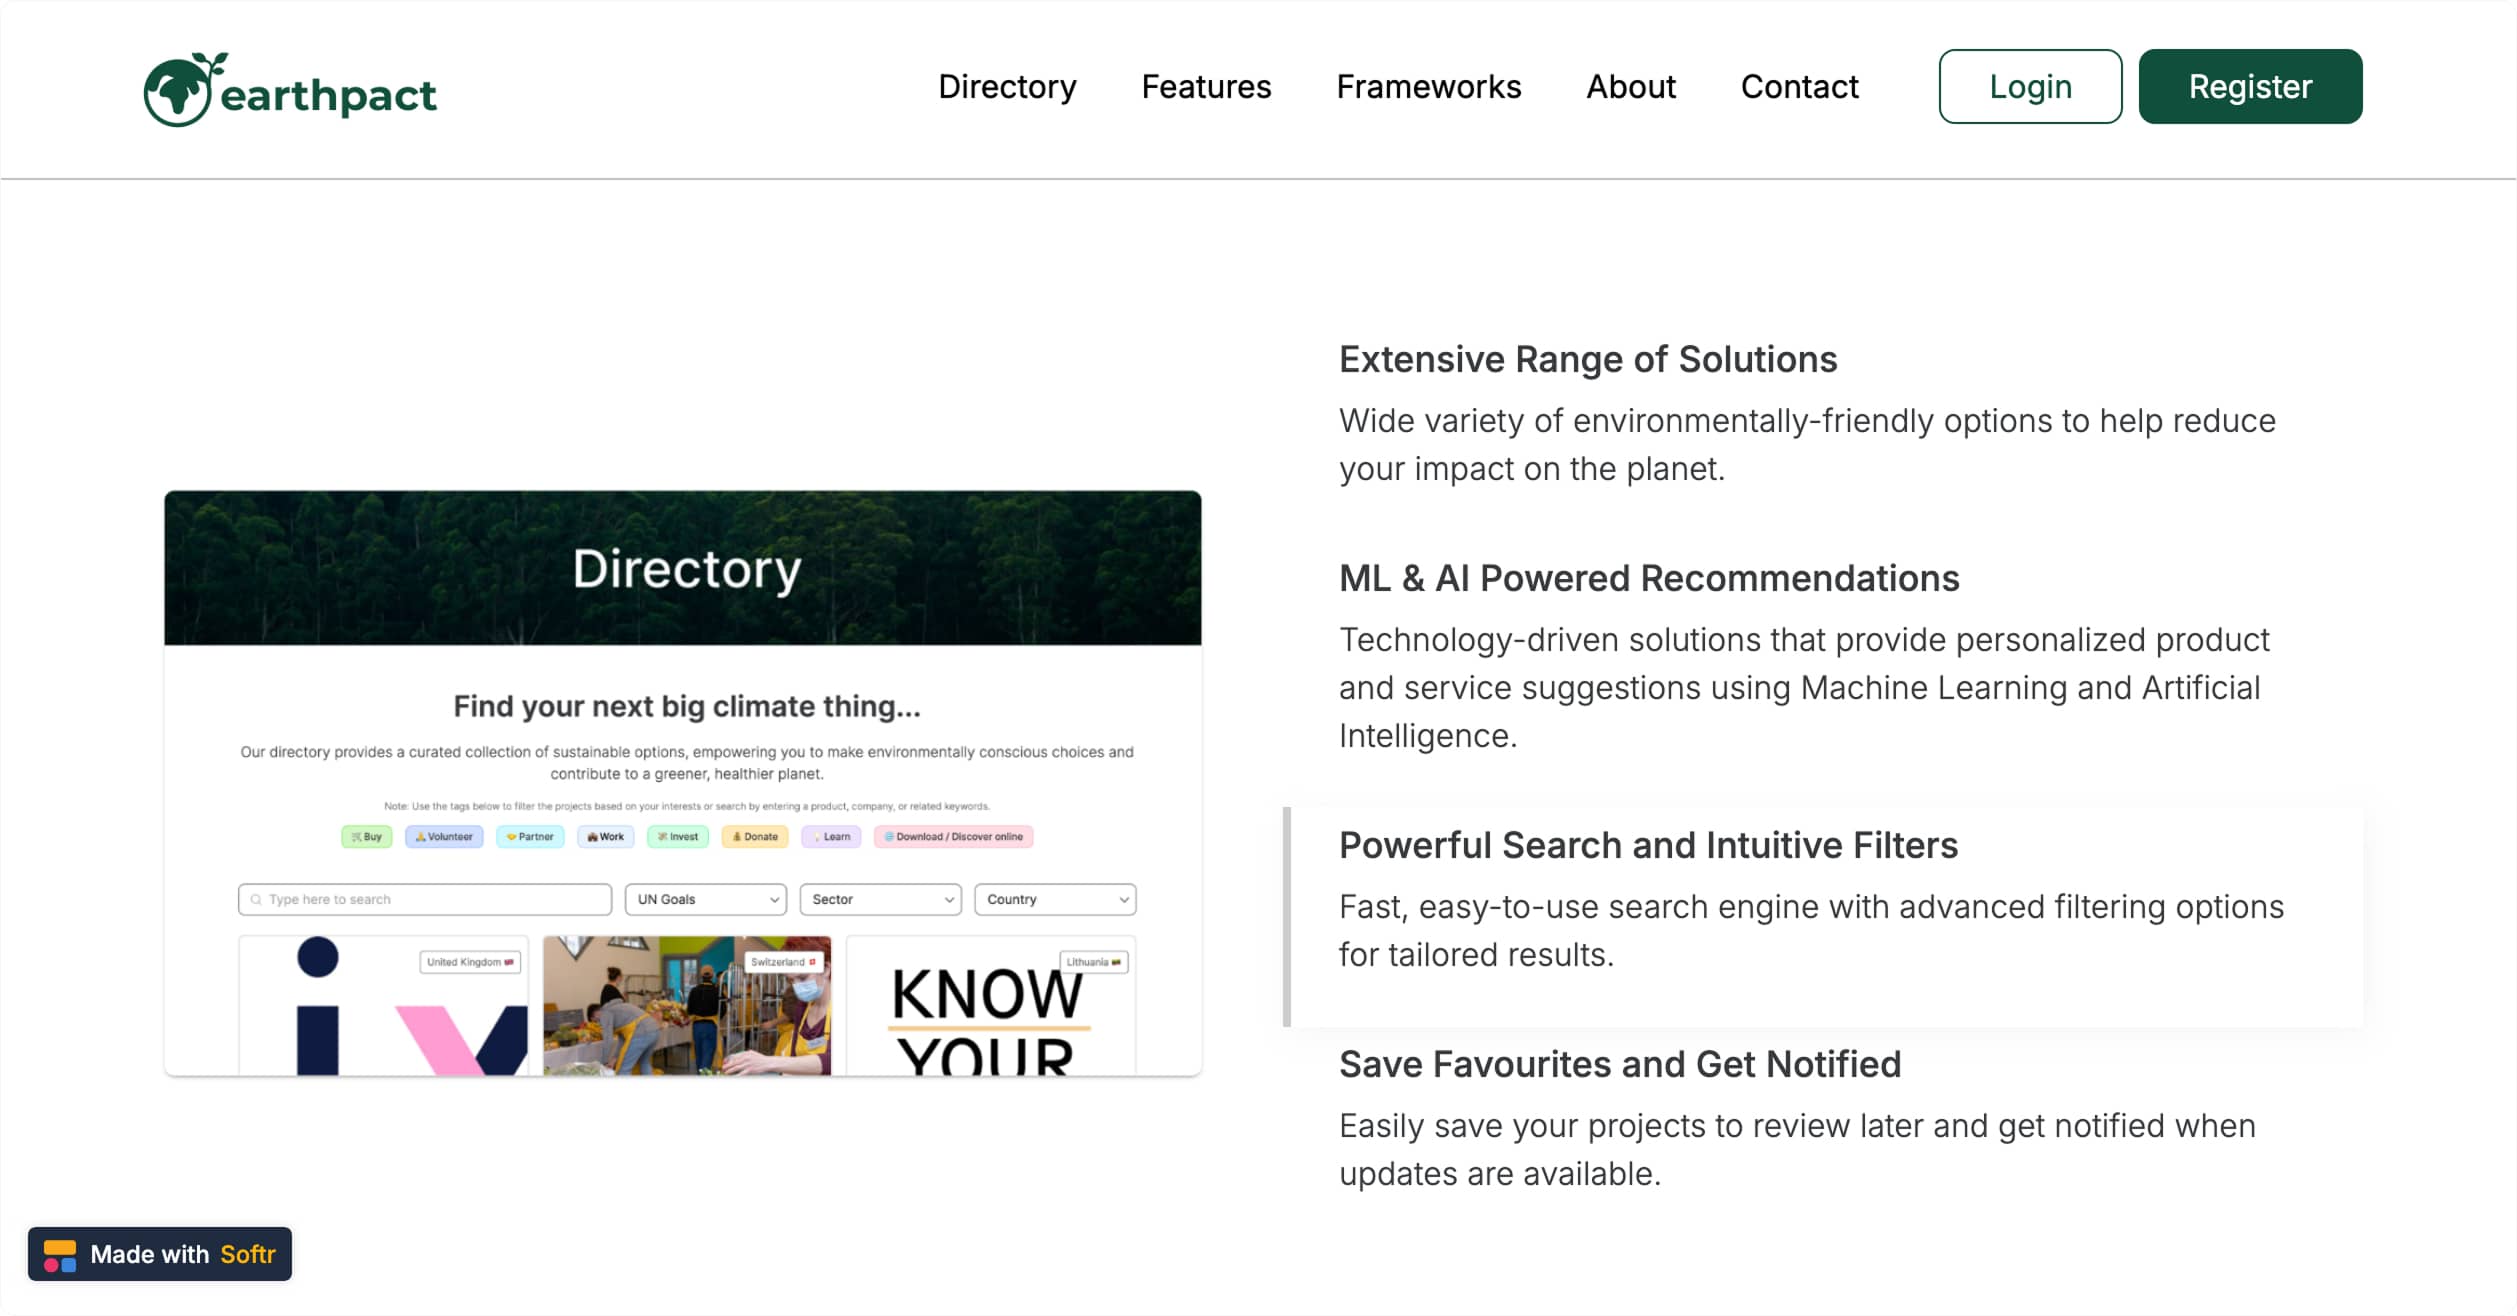 earthpact
Directory
Features
Frameworks
About
Contact
Login
Register
Directory
Find your next big climate thing...
Our directory provides a curated collection of sustainable options, empowering you to make environmentally conscious choices and
contribute to a greener, healthier planet.
Note: Use the tags below to filter the projects based on your interests or search by entering a product, company, or related keywords.
Buy
Volunteer
Partner
Work
Invest
Donate
Learn
Download / Discover online
Type here to search
UN Goals
Sector
Country
United Kingdom
Switzerland
Lithuania
KNOW
YOUR
Extensive Range of Solutions
Wide variety of environmentally-friendly options to help reduce
your impact on the planet.
ML & AI Powered Recommendations
Technology-driven solutions that provide personalized product
and service suggestions using Machine Learning and Artificial
Intelligence.
Powerful Search and Intuitive Filters
Fast, easy-to-use search engine with advanced filtering options
for tailored results.
Save Favourites and Get Notified
Easily save your projects to review later and get notified when
updates are available.
Made with Softr